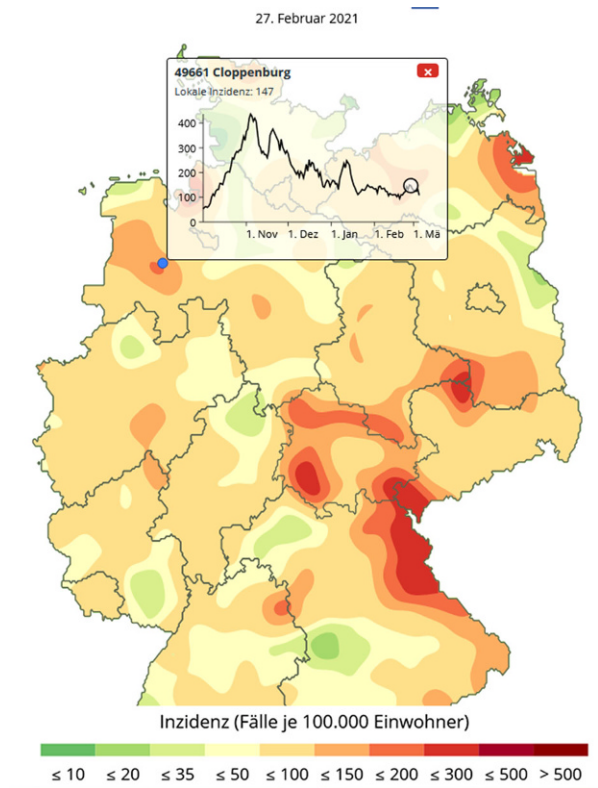 27. Februar 2021
49661 Cloppenburg
Lokale Inzidenz: 147
400
300
200
100
0
1. Nov 1. Dez 1. Jan 1. Feb 1. Mä
Inzidenz (Fälle je 100.000 Einwohner)
≤ 10 ≤ 20 ≤ 35 ≤ 50 ≤ 100 ≤ 150 ≤ 200 ≤ 300 ≤ 500 > 500